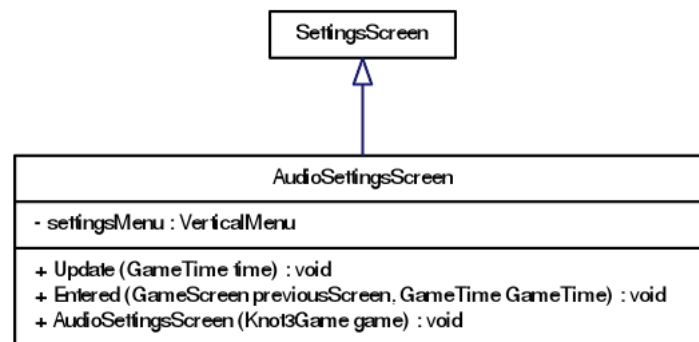 SettingsScreen
AudioSettingsScreen
- settingsMenu : VerticalMenu
+ Update (GameTime time) : void
+ Entered (GameScreen previousScreen, GameTime GameTime) : void
+ AudioSettingsScreen (Knot3Game game) : void